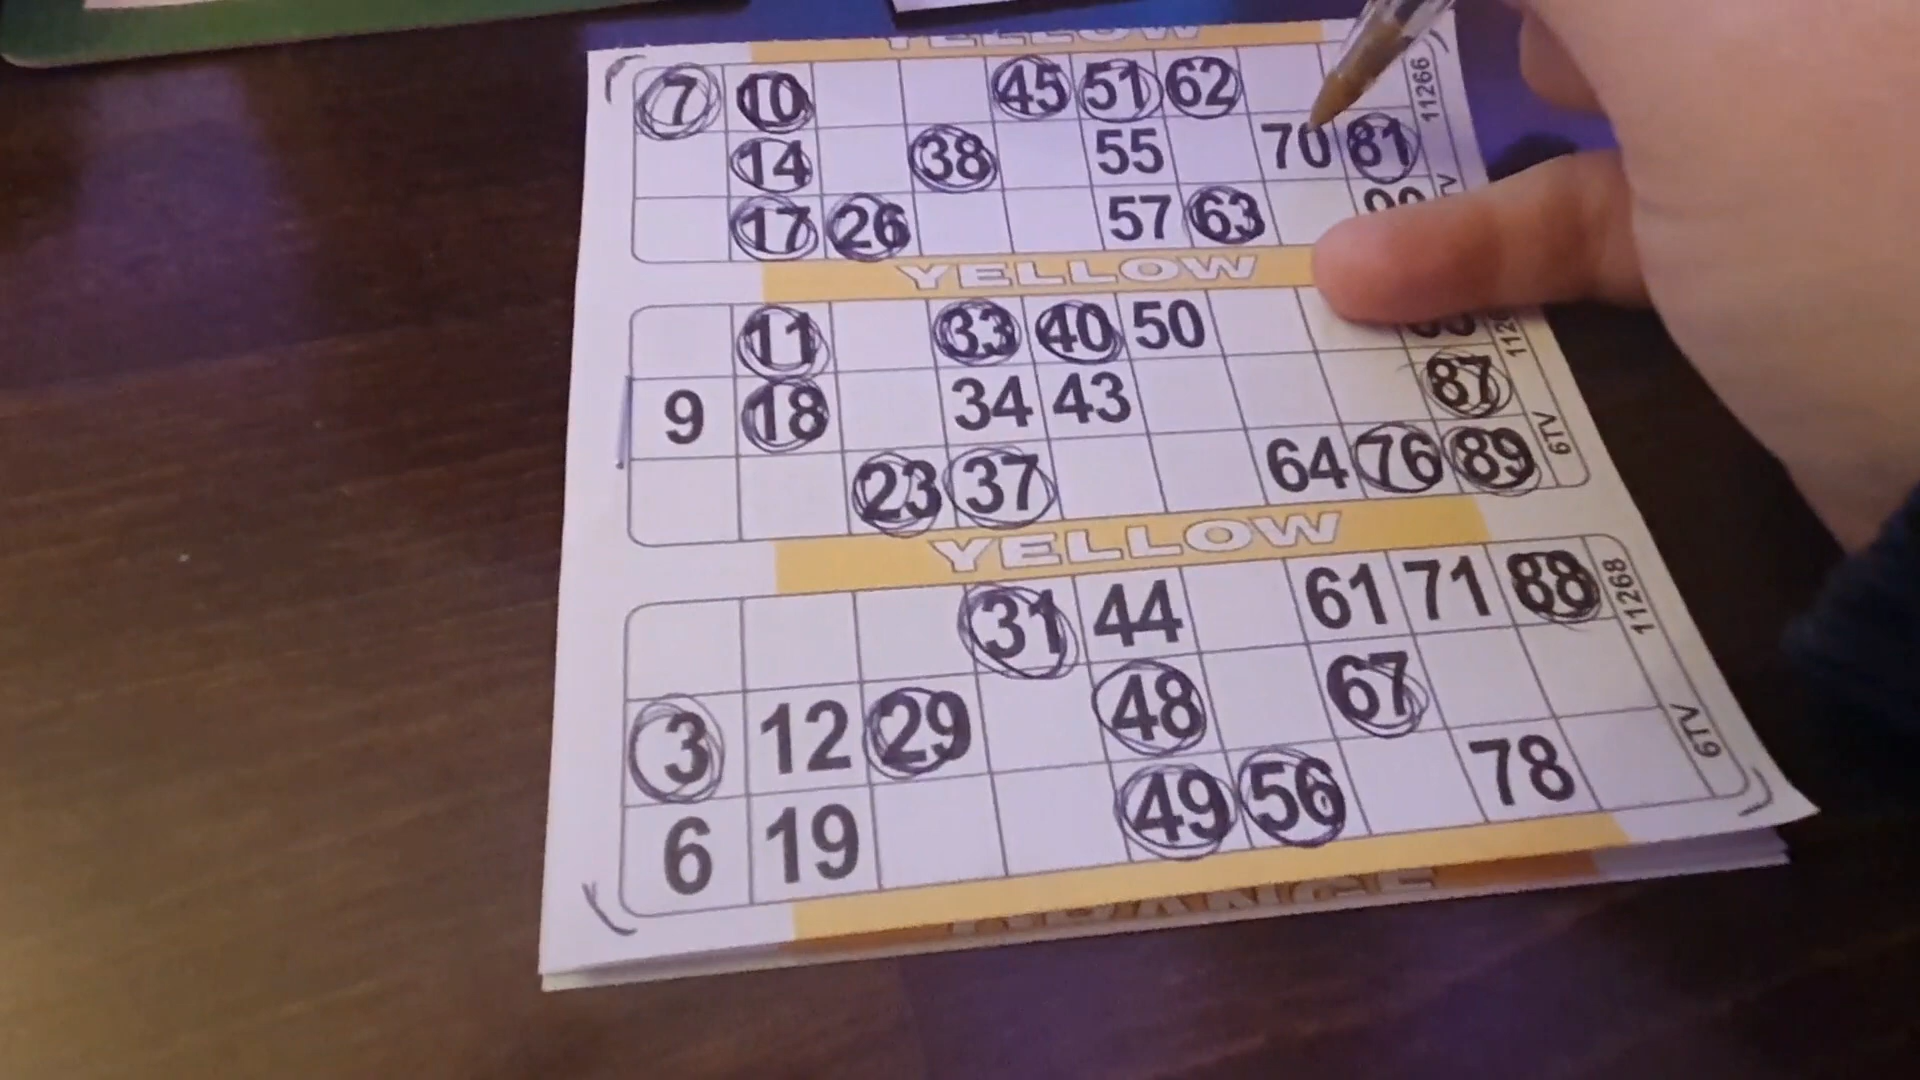 YELLOW
7 10 45 51 62
11266
14 38 55 70 81
17 26 57 63 90
YELLOW
11 33 40 50
9 18 34 43 87
23 37 64 76 89
6TV
YELLOW
31 44 61 71 88
11268
3 12 29 48 67
6 19 49 56 78
6TV
ORANGE